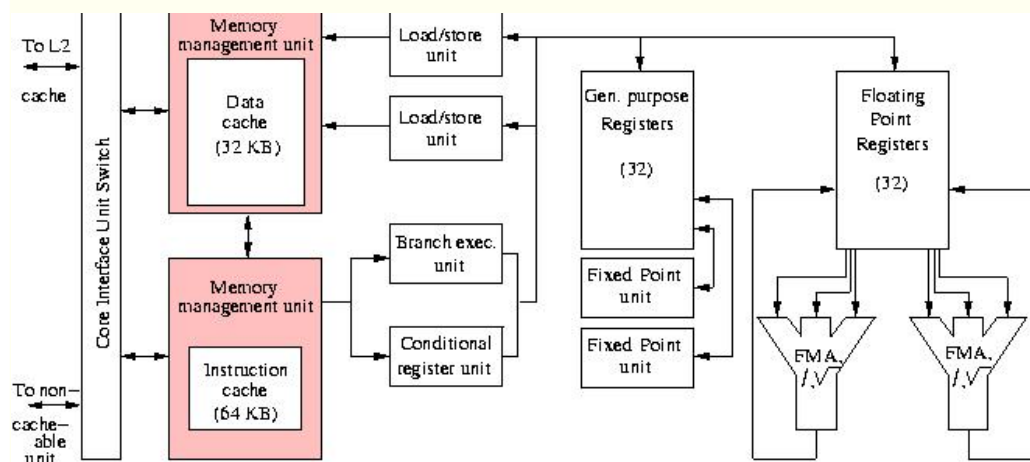 To L2
cache
Core Interface Unit Switch
To non-
cache-
able
unit
Memory
management unit
Data
cache
(32 KB)
Memory
management unit
Instruction
cache
(64 KB)
Load/store
unit
Load/store
unit
Branch exec.
unit
Conditional
register unit
Gen. purpose
Registers
(32)
Fixed Point
unit
Fixed Point
unit
Floating
Point
Registers
(32)
FMA,
/,√
FMA,
/,√